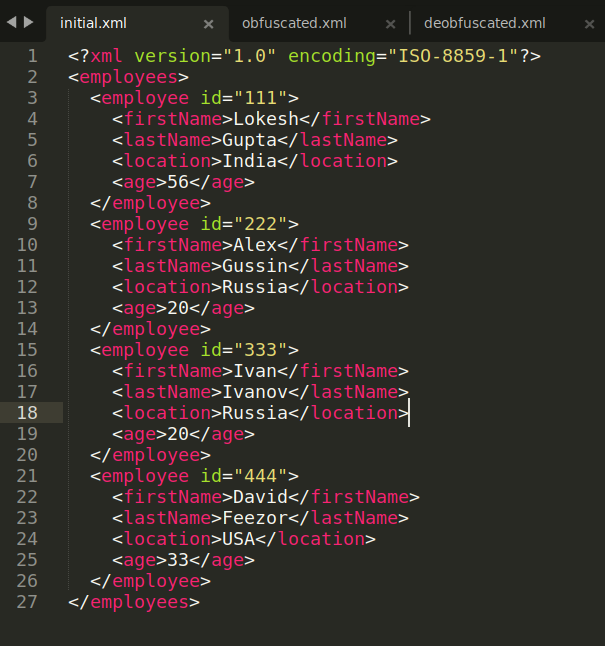 initial.xml × obfuscated.xml × deobfuscated.xml ×
1 <?xml version="1.0" encoding="ISO-8859-1"?>
2 <employees>
3 <employee id="111">
4 <firstName>Lokesh</firstName>
5 <lastName>Gupta</lastName>
6 <location>India</location>
7 <age>56</age>
8 </employee>
9 <employee id="222">
10 <firstName>Alex</firstName>
11 <lastName>Gussin</lastName>
12 <location>Russia</location>
13 <age>20</age>
14 </employee>
15 <employee id="333">
16 <firstName>Ivan</firstName>
17 <lastName>Ivanov</lastName>
18 <location>Russia</location>
19 <age>20</age>
20 </employee>
21 <employee id="444">
22 <firstName>David</firstName>
23 <lastName>Feezor</lastName>
24 <location>USA</location>
25 <age>33</age>
26 </employee>
27 </employees>